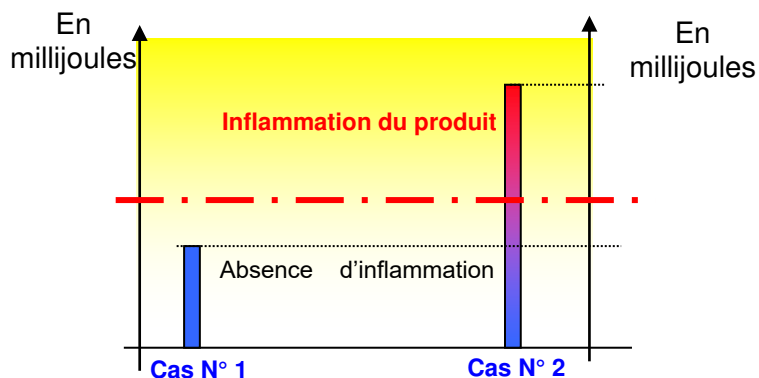 En
millijoules
En
millijoules
Inflammation du produit
Absence d’inflammation
Cas N° 1
Cas N° 2